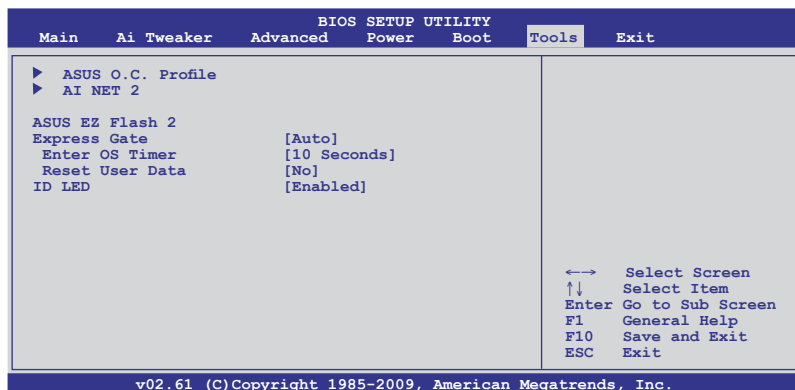 BIOS SETUP UTILITY
Main Ai Tweaker Advanced Power Boot Tools Exit
ASUS O.C. Profile
AI NET 2
ASUS EZ Flash 2
Express Gate [Auto]
Enter OS Timer [10 Seconds]
Reset User Data [No]
ID LED [Enabled]
←→ Select Screen
↑↓ Select Item
Enter Go to Sub Screen
F1 General Help
F10 Save and Exit
ESC Exit
v02.61 (C)Copyright 1985-2009, American Megatrends, Inc.